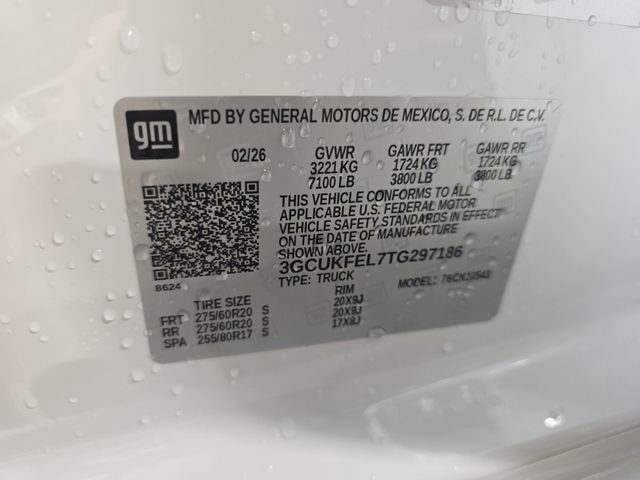 gm
MFD BY GENERAL MOTORS DE MEXICO, S. DE R.L. DE C.V.
02/26 GVWR GAWR FRT GAWR RR
3221 KG 1724 KG 1724 KG
7100 LB 3800 LB 3800 LB
THIS VEHICLE CONFORMS TO ALL
APPLICABLE U.S. FEDERAL MOTOR
VEHICLE SAFETY STANDARDS IN EFFECT
ON THE DATE OF MANUFACTURE
SHOWN ABOVE.
3GCUKFEL7TG297186
8624 TYPE: TRUCK MODEL: 76CK10543
TIRE SIZE RIM
FRT 275/60R20 S 20X9J
RR 275/60R20 S 20X9J
SPA 255/80R17 S 17X8J